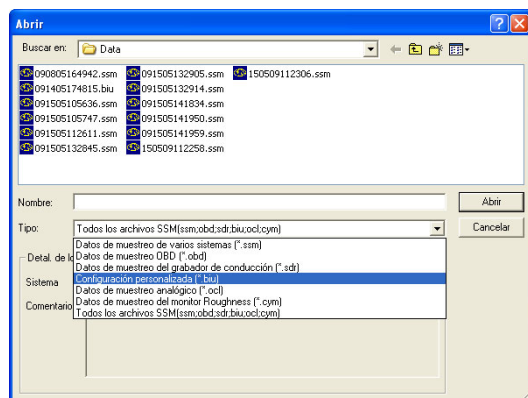 Abrir
Buscar en: Data
090805164942.ssm 091505132905.ssm 150509112306.ssm
091405174815.biu 091505132914.ssm
091505105636.ssm 091505141834.ssm
091505105747.ssm 091505141950.ssm
091505112611.ssm 091505141959.ssm
091505132845.ssm 150509112258.ssm
Nombre:
Abrir
Tipo: Todos los archivos SSM(ssm;obd;sdr;biu;ocl;cym)
Cancelar
Datos de muestreo de varios sistemas (*.ssm)
Detal. de
Datos de muestreo OBD (*.obd)
Datos de muestreo del grabador de conducción (*.sdr)
Sistema
Configuración personalizada (*.biu)
Datos de muestreo analógico (*.ocl)
Comentario
Datos de muestreo del monitor Roughness (*.cym)
Todos los archivos SSM(ssm;obd;sdr;biu;ocl;cym)